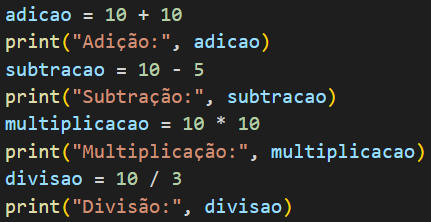 adicao = 10 + 10
print("Adição:", adicao)
subtracao = 10 - 5
print("Subtração:", subtracao)
multiplicacao = 10 * 10
print("Multiplicação:", multiplicacao)
divisao = 10 / 3
print("Divisão:", divisao)